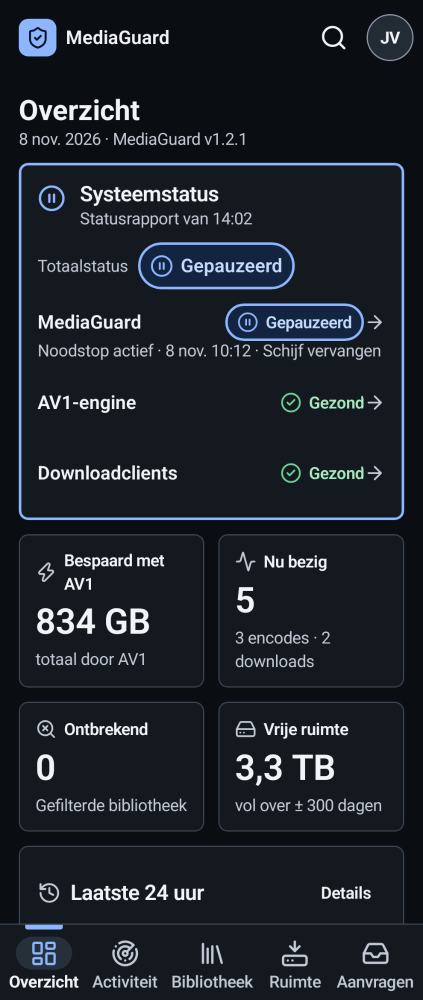 MediaGuard
JV
Overzicht
8 nov. 2026 · MediaGuard v1.2.1
Systeemstatus
Statusrapport van 14:02
Totaalstatus Gepauzeerd
MediaGuard Gepauzeerd
Noodstop actief · 8 nov. 10:12 · Schijf vervangen
AV1-engine Gezond
Downloadclients Gezond
Bespaard met
AV1
834 GB
totaal door AV1
Nu bezig
5
3 encodes · 2
downloads
Ontbrekend
0
Gefilterde bibliotheek
Vrije ruimte
3,3 TB
vol over ± 300 dagen
Laatste 24 uur Details
Overzicht Activiteit Bibliotheek Ruimte Aanvragen